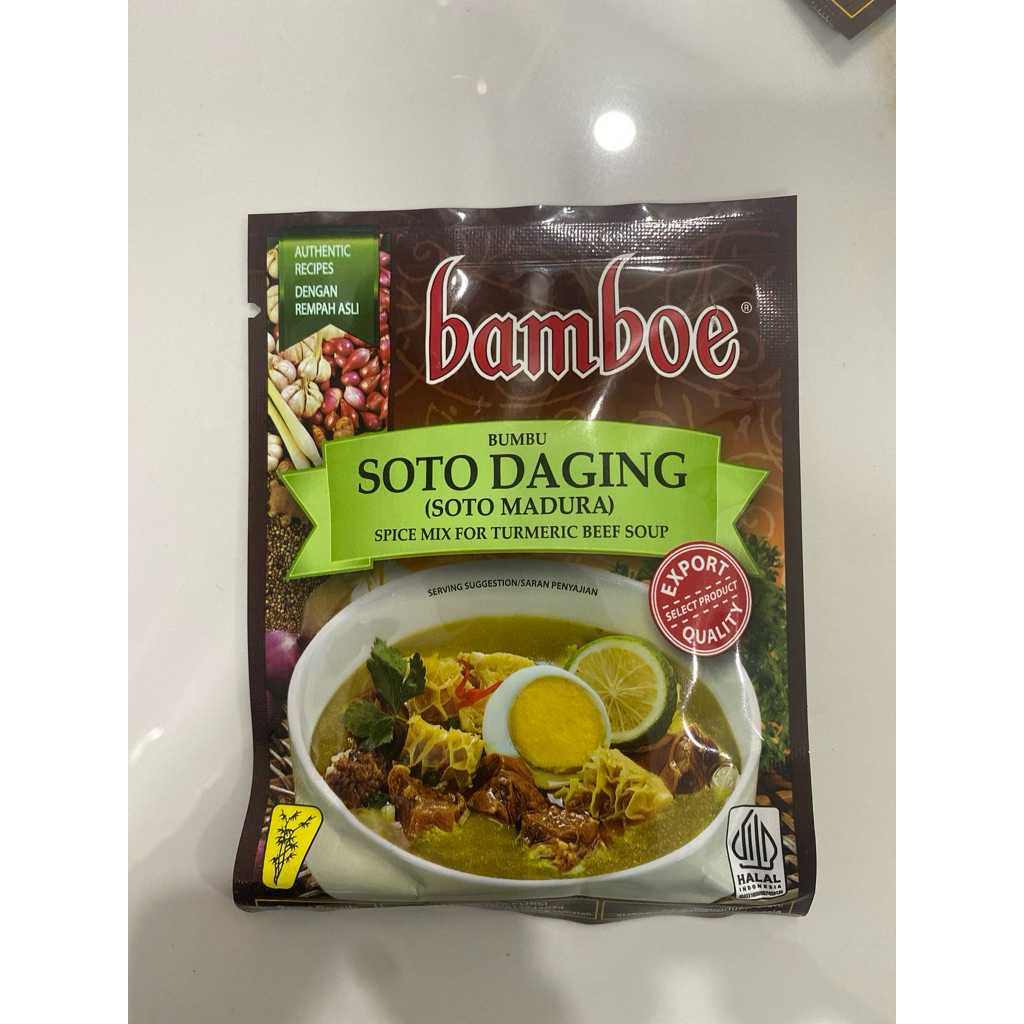 AUTHENTIC
RECIPES
DENGAN
REMPAH ASLI
bamboe®
BUMBU
SOTO DAGING
(SOTO MADURA)
SPICE MIX FOR TURMERIC BEEF SOUP
SERVING SUGGESTION/SARAN PENYAJIAN
EXPORT
SELECT PRODUCT
QUALITY
HALAL
INDONESIA